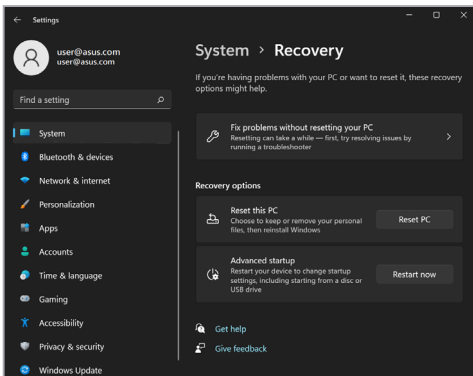 Settings
user@asus.com
user@asus.com
Find a setting
System
Bluetooth & devices
Network & internet
Personalization
Apps
Accounts
Time & language
Gaming
Accessibility
Privacy & security
Windows Update
System > Recovery
If you're having problems with your PC or want to reset it, these recovery
options might help.
Fix problems without resetting your PC
Resetting can take a while — first, try resolving issues by
running a troubleshooter
Recovery options
Reset this PC
Choose to keep or remove your personal
files, then reinstall Windows
Reset PC
Advanced startup
Restart your device to change startup
settings, including starting from a disc or
USB drive
Restart now
Get help
Give feedback